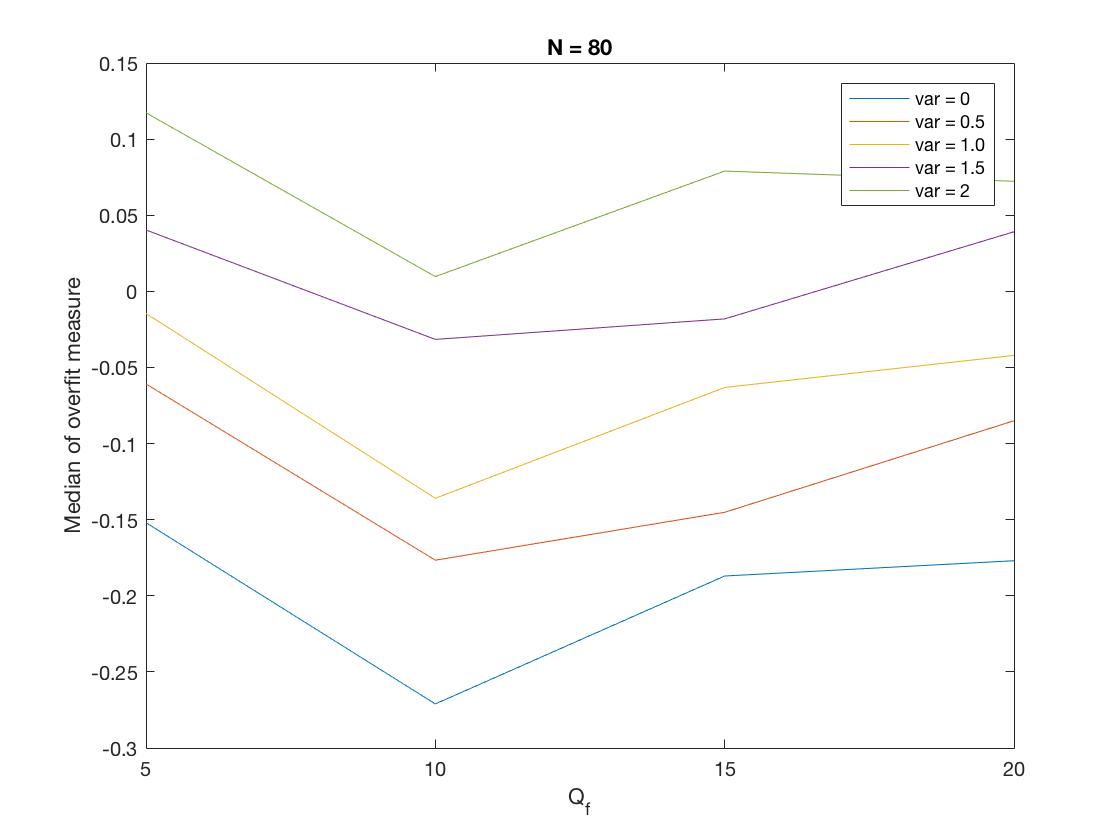 N = 80
0.15
0.1
0.05
0
-0.05
-0.1
-0.15
-0.2
-0.25
-0.3
Median of overfit measure
var = 0
var = 0.5
var = 1.0
var = 1.5
var = 2
5 10 15 20
Q_f